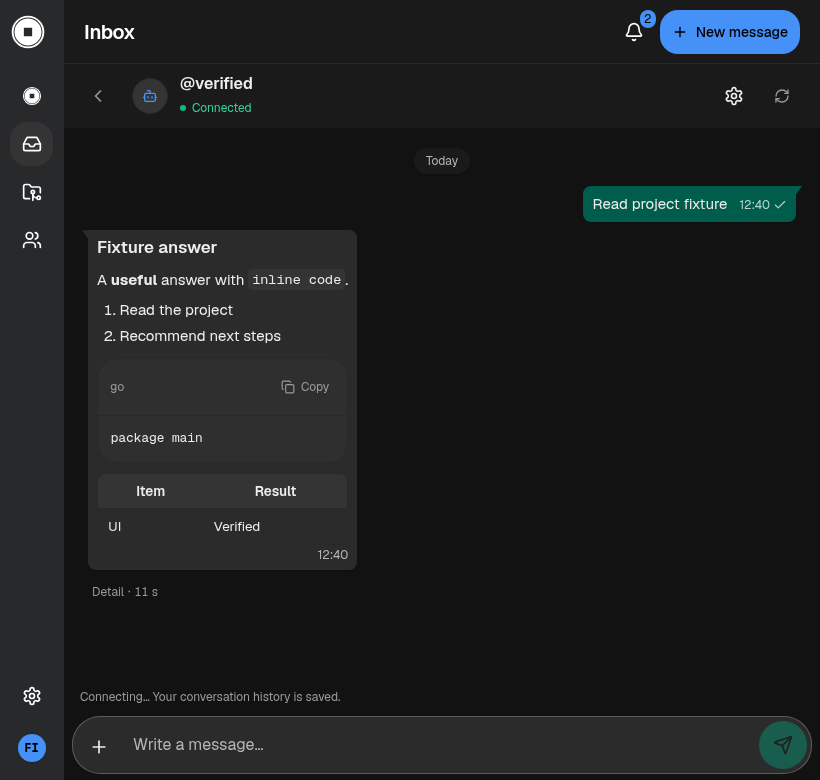 Inbox
2
New message
@verified
Connected
Today
Read project fixture 12:40
Fixture answer
A useful answer with inline code.
1. Read the project
2. Recommend next steps
go
Copy
package main
Item Result
UI Verified
12:40
Detail · 11 s
Connecting… Your conversation history is saved.
FI
Write a message…